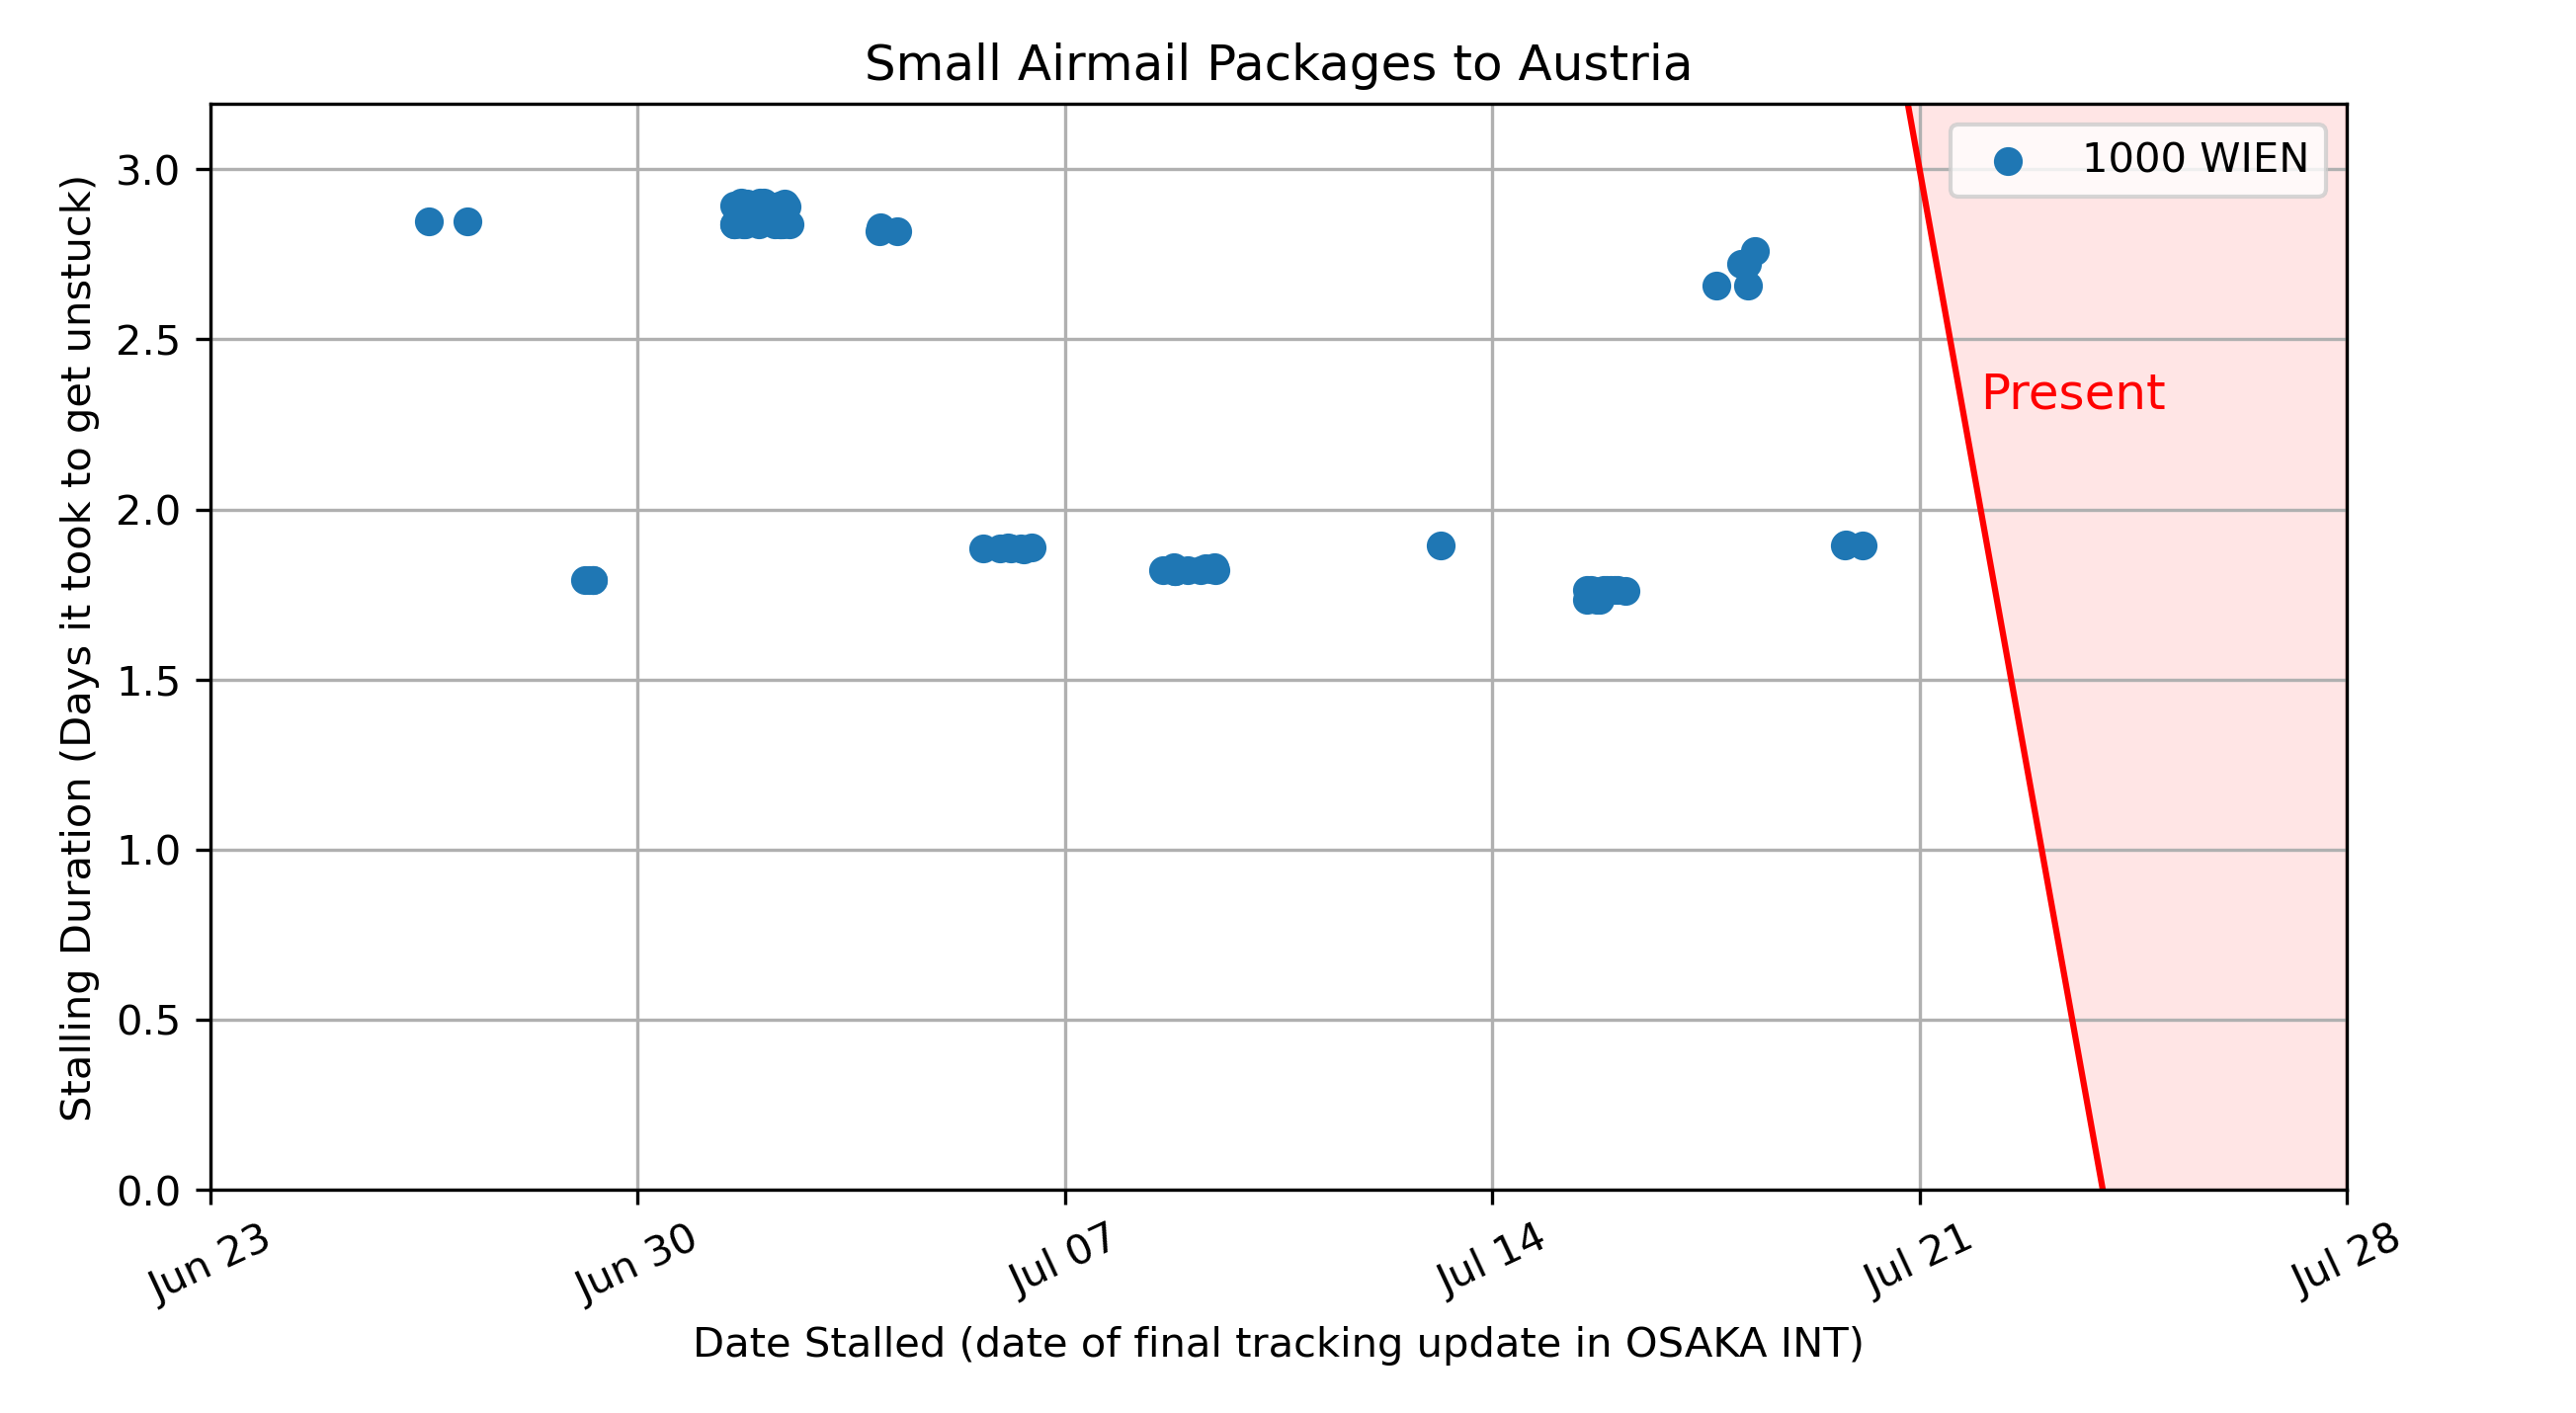 Small Airmail Packages to Austria
1000 WIEN
Present
Stalling Duration (Days it took to get unstuck)
3.0
2.5
2.0
1.5
1.0
0.5
0.0
Jun 23
Jun 30
Jul 07
Jul 14
Jul 21
Jul 28
Date Stalled (date of final tracking update in OSAKA INT)